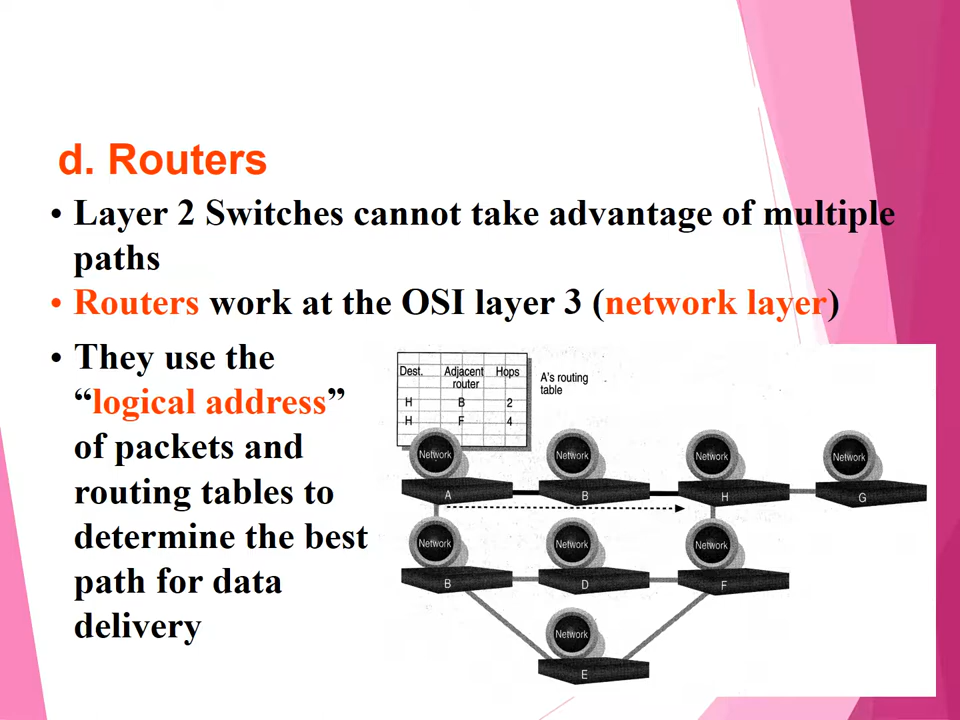 d. Routers
• Layer 2 Switches cannot take advantage of multiple
paths
• Routers work at the OSI layer 3 (network layer)
• They use the
“logical address”
of packets and
routing tables to
determine the best
path for data
delivery
Dest. Adjacent router Hops
H B 2
H F 4
A's routing
table
Network Network Network Network
A B H G
Network Network Network
B D F
Network
E